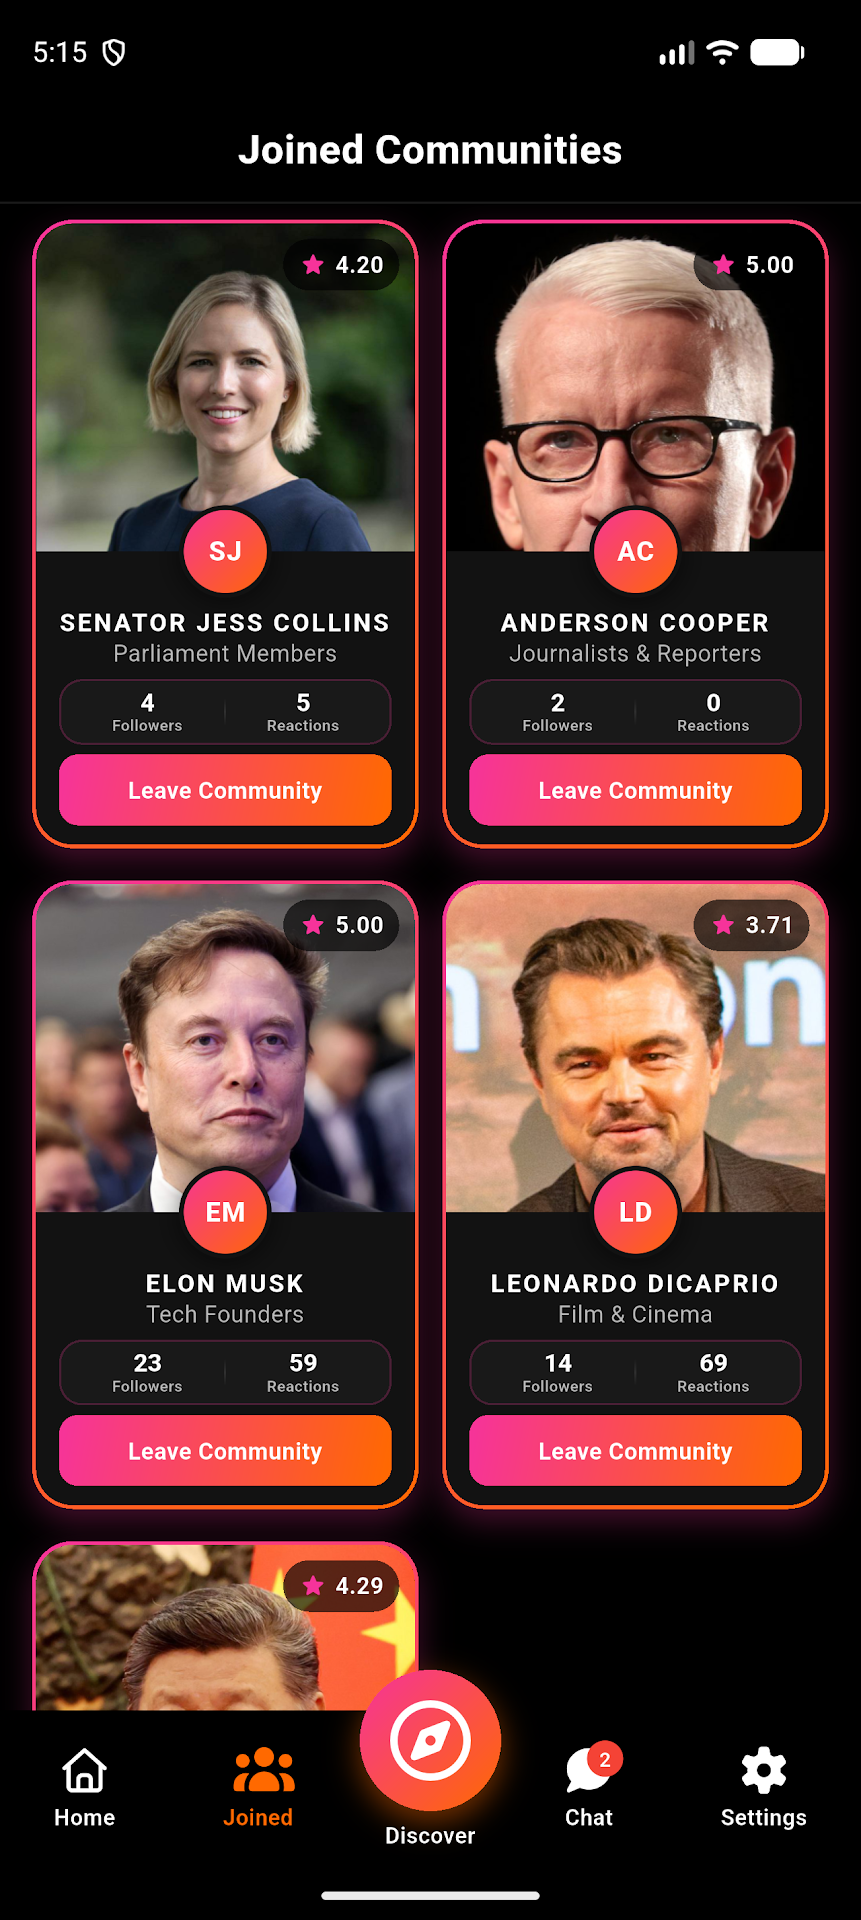 5:15
Joined Communities
4.20
SJ
SENATOR JESS COLLINS
Parliament Members
4
5
Followers
Reactions
Leave Community
5.00
AC
ANDERSON COOPER
Journalists & Reporters
2
0
Followers
Reactions
Leave Community
5.00
EM
ELON MUSK
Tech Founders
23
59
Followers
Reactions
Leave Community
3.71
on
LD
LEONARDO DICAPRIO
Film & Cinema
14
69
Followers
Reactions
Leave Community
4.29
Home
Joined
Discover
2
Chat
Settings